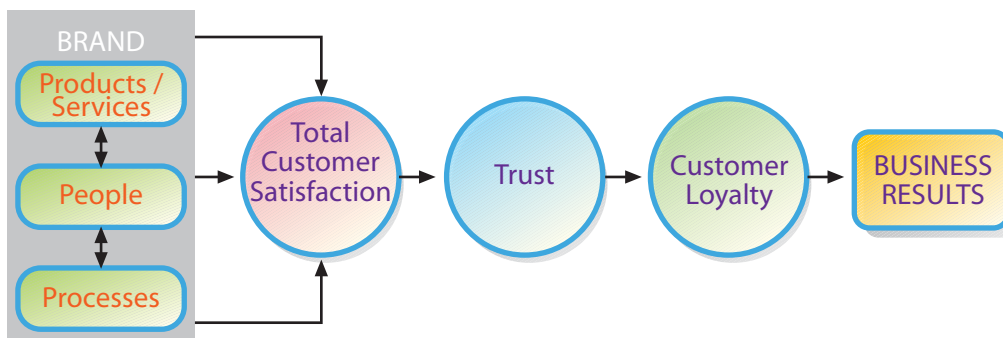 BRAND
Products /
Services
People
Processes
Total
Customer
Satisfaction
Trust
Customer
Loyalty
BUSINESS
RESULTS